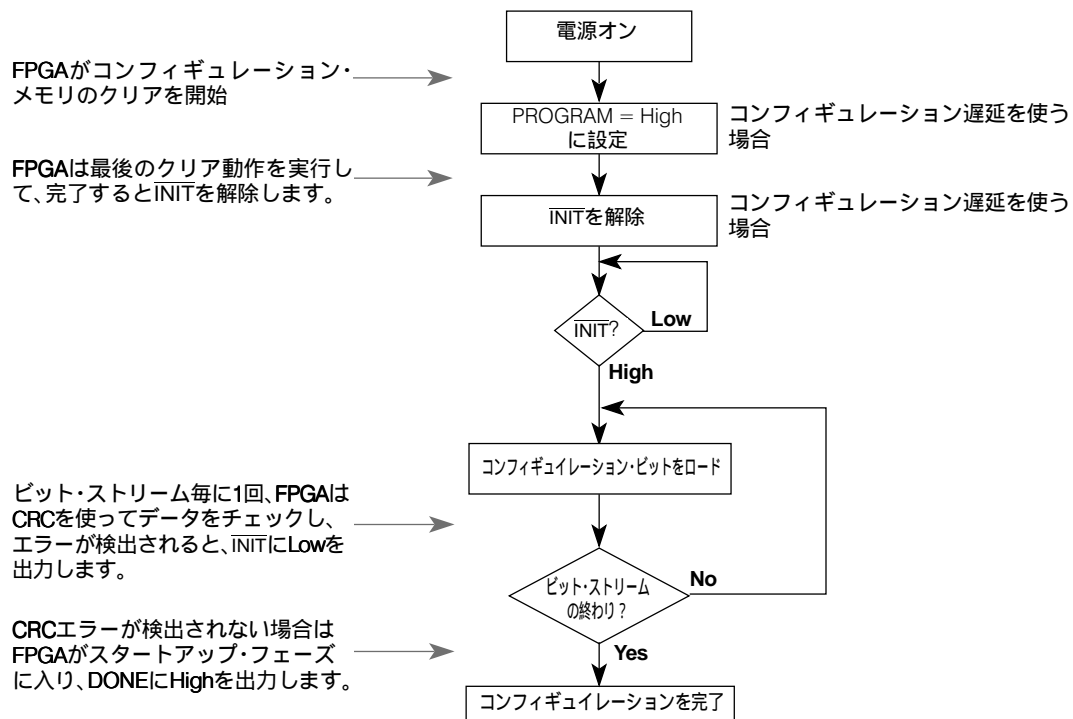 電源オン
FPGAがコンフィギュレーション・
メモリのクリアを開始
PROGRAM = High
に設定
コンフィギュレーション遅延を使う
場合
FPGAは最後のクリア動作を実行し
て、完了するとINITを解除します。
INITを解除
コンフィギュレーション遅延を使う
場合
INIT?
Low
High
コンフィギュイレーション・ビットをロード
ビット・ストリーム毎に1回、FPGAは
CRCを使ってデータをチェックし、
エラーが検出されると、INITにLowを
出力します。
ビット・ストリーム
の終わり?
No
CRCエラーが検出されない場合は
FPGAがスタートアップ・フェーズ
に入り、DONEにHighを出力します。
Yes
コンフィギュイレーションを完了